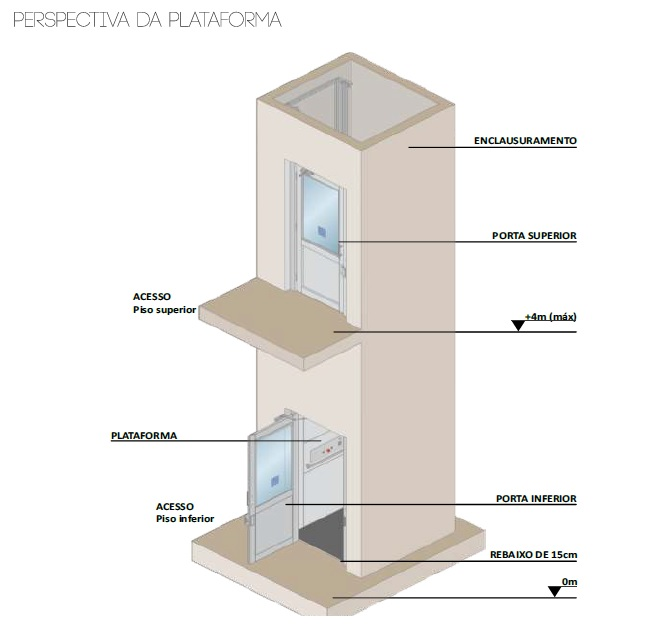 PERSPECTIVA DA PLATAFORMA
ENCLAUSURAMENTO
PORTA SUPERIOR
ACESSO
Piso superior
+4m (máx)
PLATAFORMA
PORTA INFERIOR
ACESSO
Piso inferior
REBAIXO DE 15cm
0m